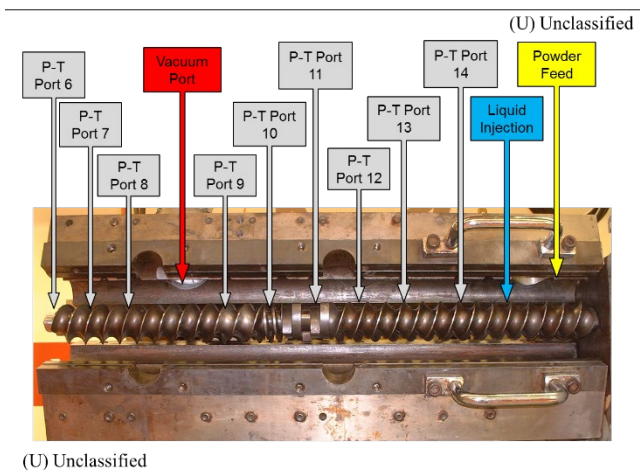 (U) Unclassified
P-T
Port 6
Vacuum
Port
P-T Port
11
P-T Port
14
Powder
Feed
P-T
Port 7
P-T Port
10
P-T Port
13
Liquid
Injection
P-T
Port 8
P-T
Port 9
P-T
Port 12
(U) Unclassified